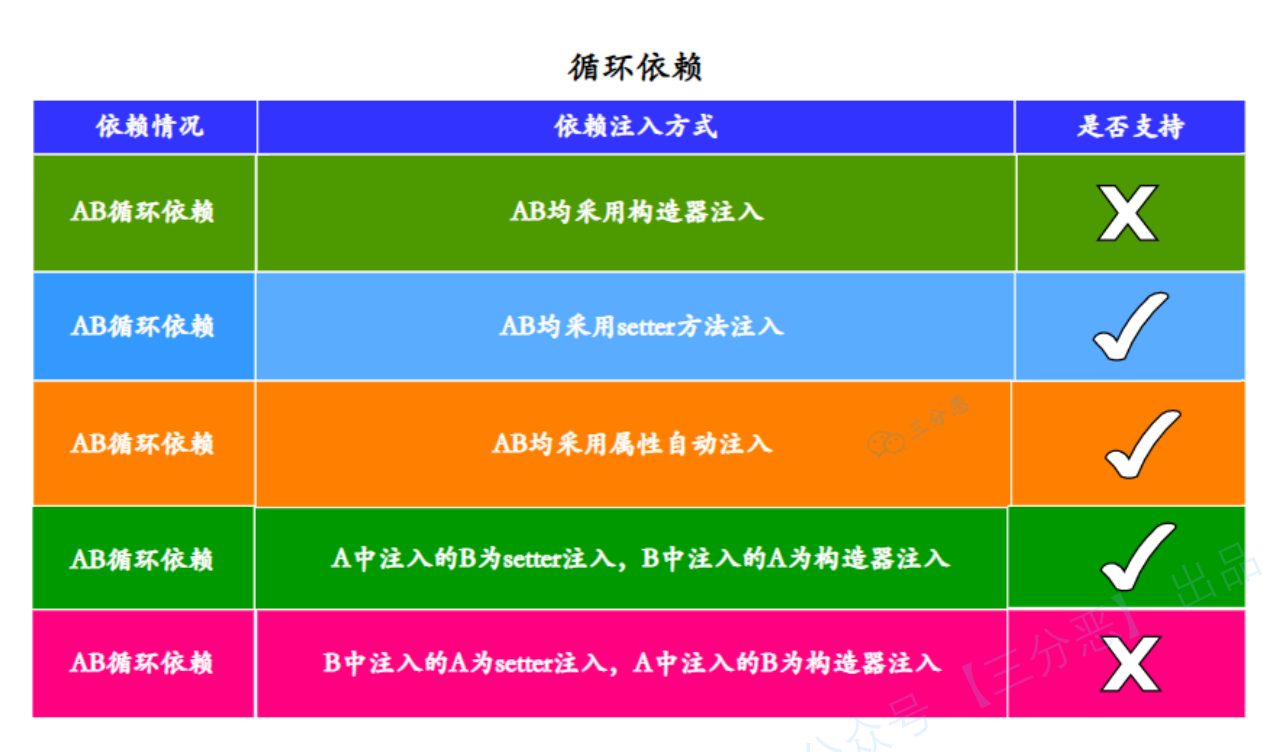 循环依赖
依赖情况 依赖注入方式 是否支持
AB循环依赖 AB均采用构造器注入
AB循环依赖 AB均采用setter方法注入
AB循环依赖 AB均采用属性自动注入
三分恶
AB循环依赖 A中注入的B为setter注入，B中注入的A为构造器注入
AB循环依赖 B中注入的A为setter注入，A中注入的B为构造器注入
公众号【三分恶】出品